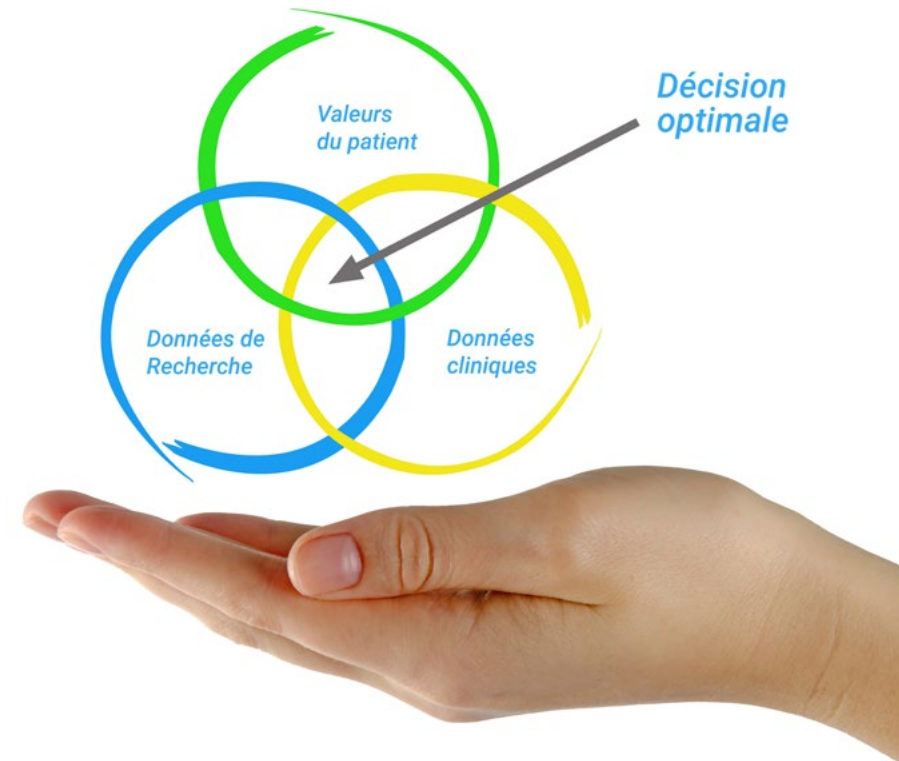 Valeurs
du patient
Décision
optimale
Données de
Recherche
Données
cliniques